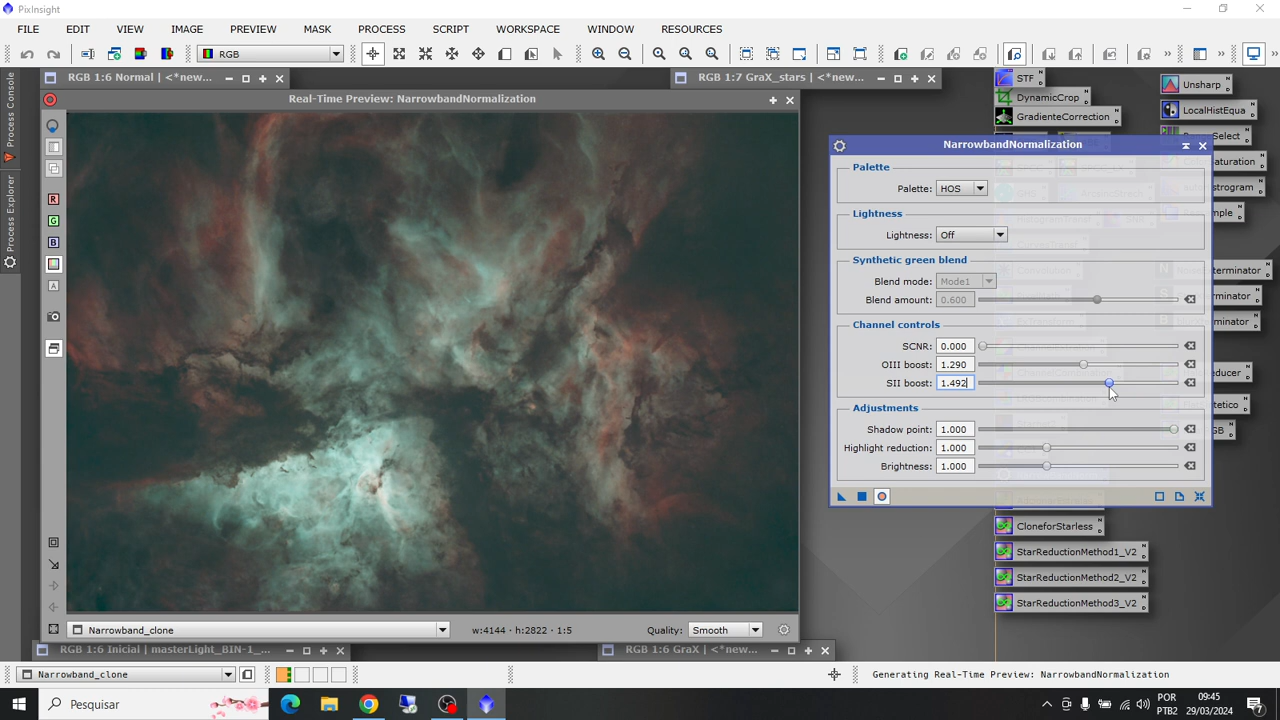 PixInsight
FILE EDIT VIEW IMAGE PROCESS MASK PREVIEW SCRIPT WORKSPACE WINDOW RESOURCES
RGB
Process Console
Process Explorer
RGB 1:6 Normal | <*new...
RGB 1:7 GraX_stars | <*new...
Real-Time Preview: NarrowbandNormalization
STF
DynamicCrop
GradienteCorrection
Unsharp
LocalHistEqua
Select
NarrowbandNormalization
Palette
Palette: HOS
Lightness
Lightness: Off
Synthetic green blend
Blend mode: Mode1
Blend amount: 0.600
Channel controls
SCNR: 0.000
OIII boost: 1.290
SII boost: 1.492
Adjustments
Shadow point: 1.000
Highlight reduction: 1.000
Brightness: 1.000
R
G
B
A
CloneforStarless
StarReductionMethod1_V2
StarReductionMethod2_V2
StarReductionMethod3_V2
Narrowband_clone
w:4144 · h:2822 · 1:5
Quality: Smooth
RGB 1:6 Inicial | masterLight_BIN-1_...
RGB 1:6 GraX | <*new...
Narrowband_clone
Generating Real-Time Preview: NarrowbandNormalization
Pesquisar
POR
PTB2
09:45
29/03/2024